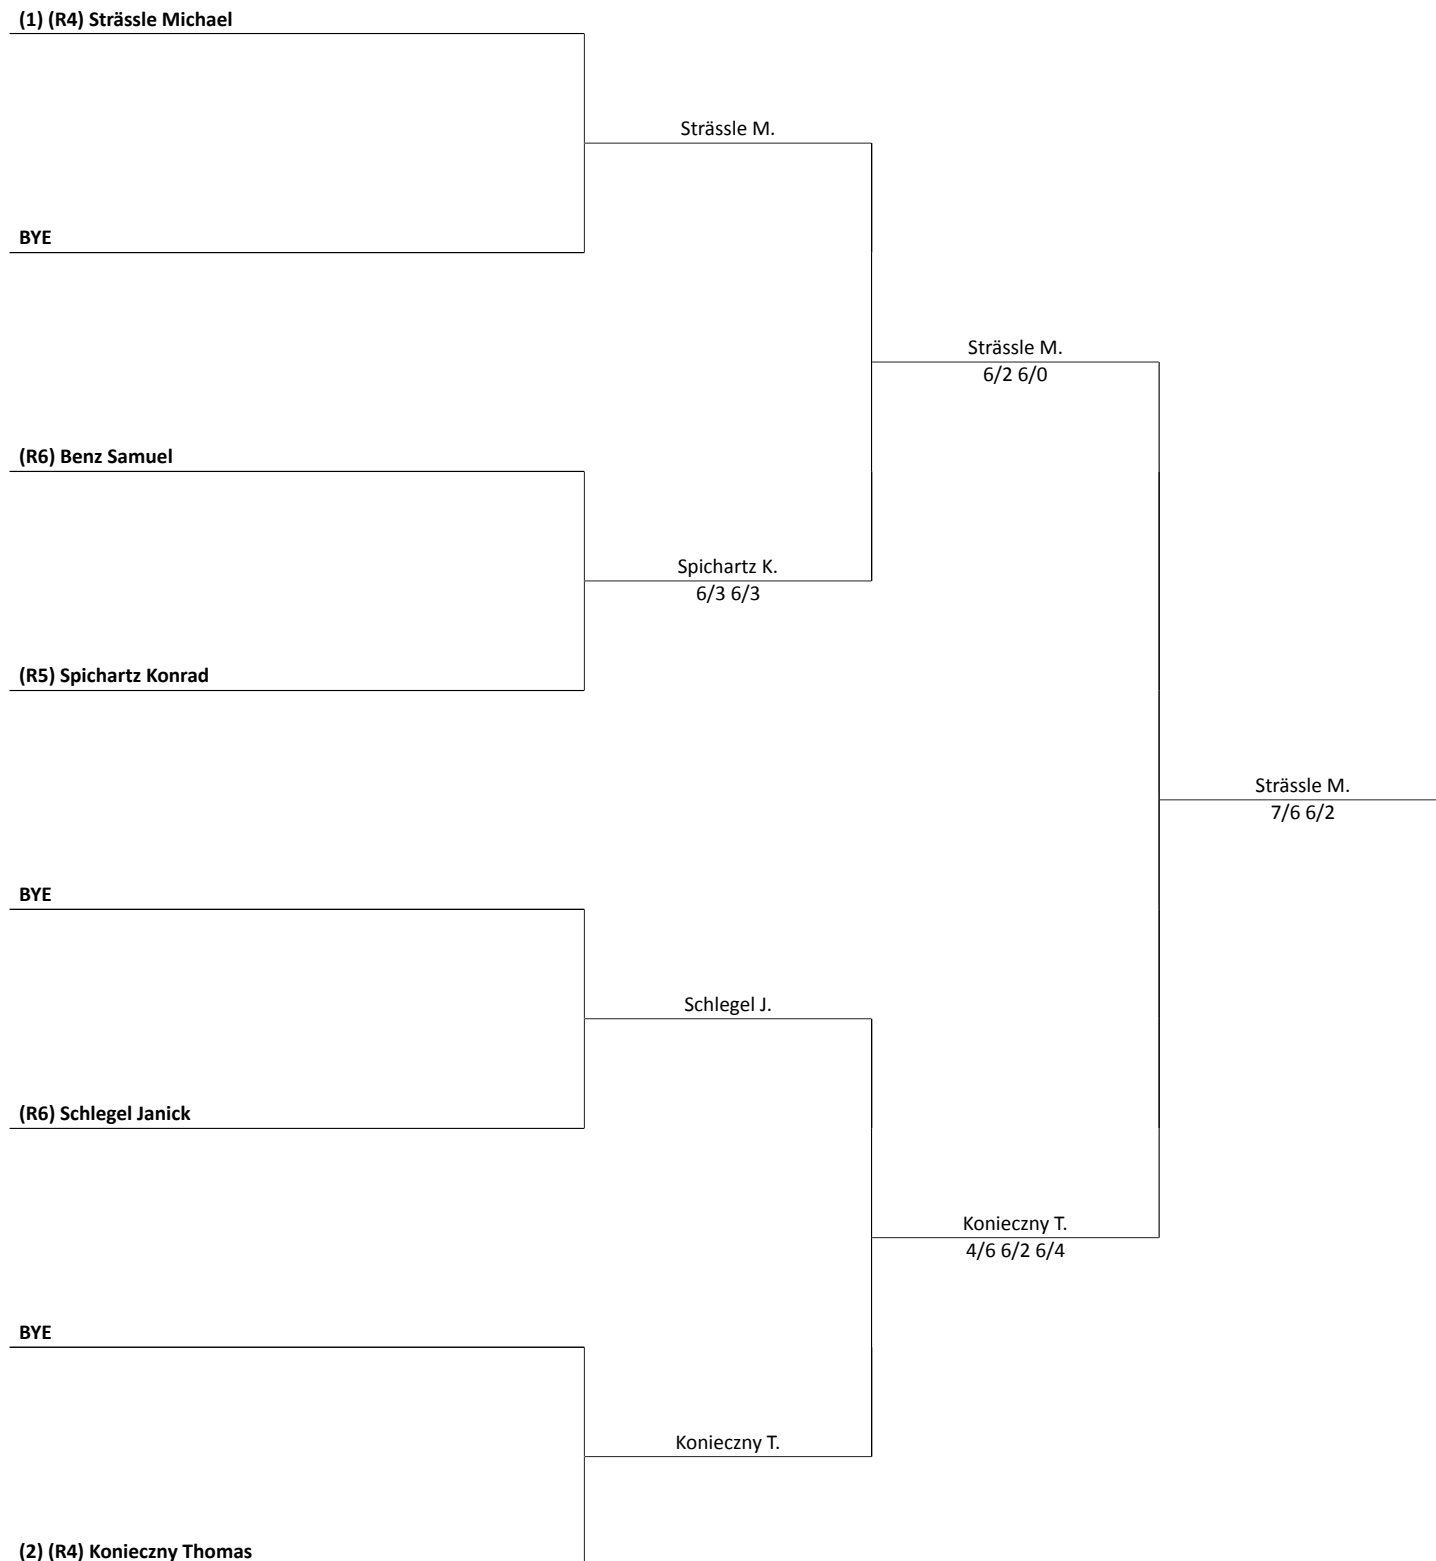 (1) (R4) Strässle Michael
Strässle M.
BYE
Strässle M.
6/2 6/0
(R6) Benz Samuel
Spichartz K.
6/3 6/3
(R5) Spichartz Konrad
Strässle M.
7/6 6/2
BYE
Schlegel J.
(R6) Schlegel Janick
Konieczny T.
4/6 6/2 6/4
BYE
Konieczny T.
(2) (R4) Konieczny Thomas